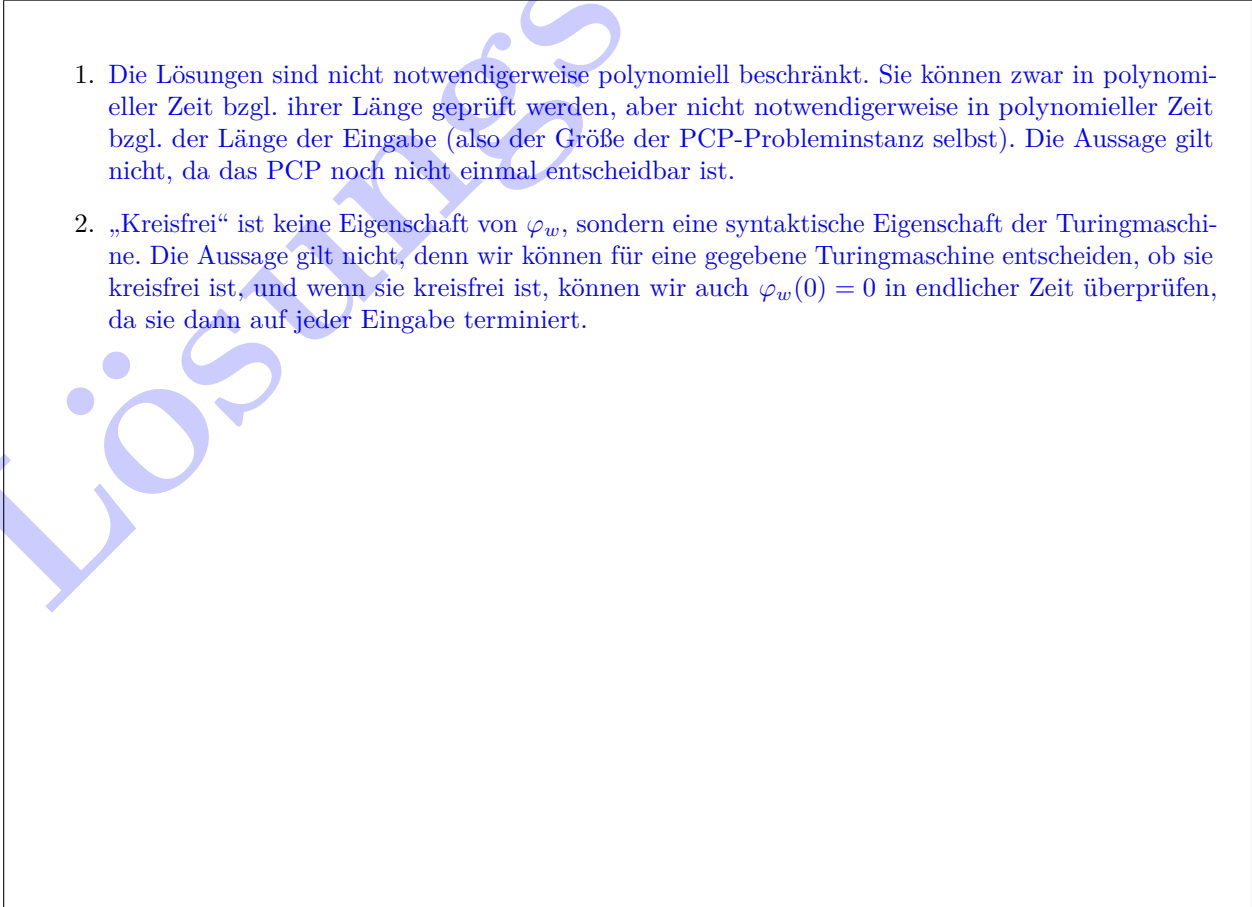 1. Die Lösungen sind nicht notwendigerweise polynomiell beschränkt. Sie können zwar in polynomi-
eller Zeit bzgl. ihrer Länge geprüft werden, aber nicht notwendigerweise in polynomieller Zeit
bzgl. der Länge der Eingabe (also der Größe der PCP-Probleminstanz selbst). Die Aussage gilt
nicht, da das PCP noch nicht einmal entscheidbar ist.
2. „Kreisfrei“ ist keine Eigenschaft von φ_w, sondern eine syntaktische Eigenschaft der Turingmaschi-
ne. Die Aussage gilt nicht, denn wir können für eine gegebene Turingmaschine entscheiden, ob sie
kreisfrei ist, und wenn sie kreisfrei ist, können wir auch φ_w(0) = 0 in endlicher Zeit überprüfen,
da sie dann auf jeder Eingabe terminiert.
Lösungs